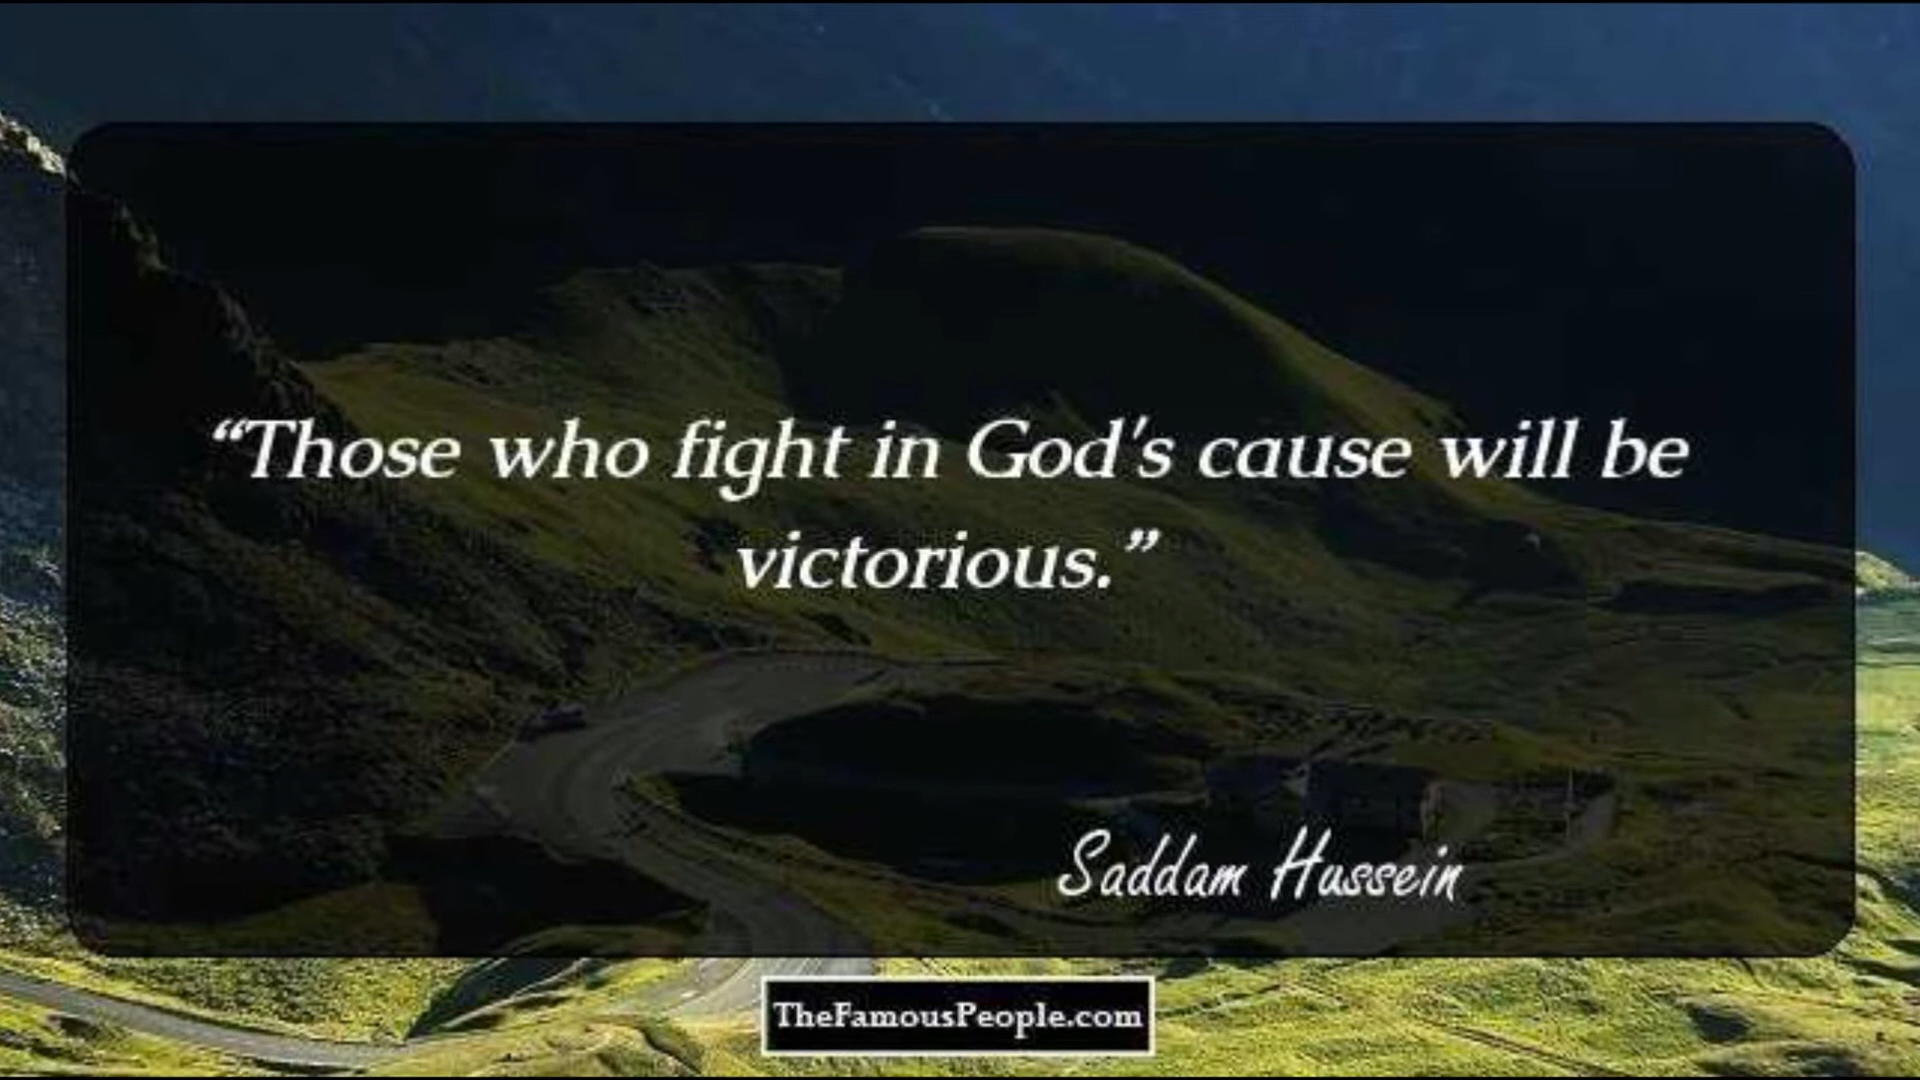 “Those who fight in God's cause will be
victorious.”
Saddam Hussein
TheFamousPeople.com